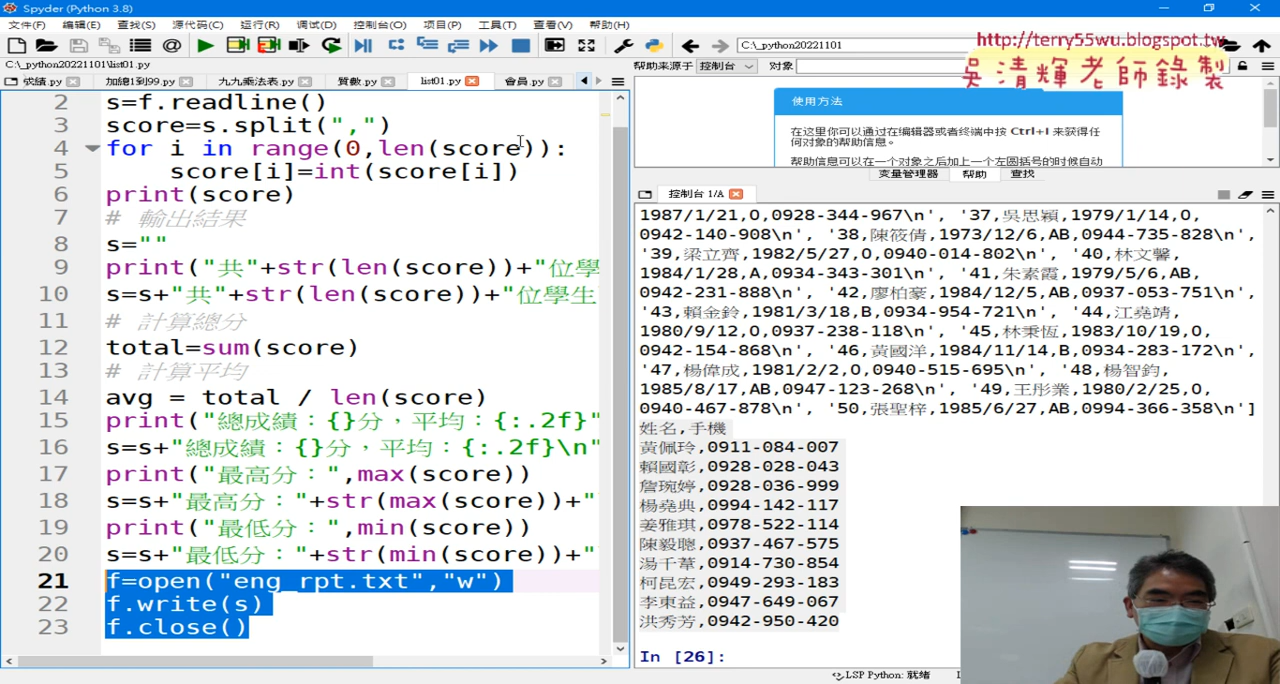 Spyder (Python 3.8)
文件(F) 编辑(E) 查找(S) 源代码(C) 运行(R) 调试(D) 控制台(O) 项目(P) 工具(T) 查看(V) 帮助(H)
C:\_python20221101
http://terry55wu.blogspot.tw
吳清輝老師錄製
C:\_python20221101\list01.py
成績.py 加總1到99.py 九九乘法表.py 質數.py list01.py 會員.py
帮助来源于 控制台 对象
使用方法
在这里你可以通过在编辑器或者终端中按 Ctrl+I 来获得任
何对象的帮助信息。
帮助信息可以在一个对象之后加上一个左圆括号的时候自动
变量管理器 帮助 查找
2 s=f.readline()
3 score=s.split(",")
4 for i in range(0,len(score)):
5 score[i]=int(score[i])
6 print(score)
7 # 輸出結果
8 s=""
9 print("共"+str(len(score))+"位學
10 s=s+"共"+str(len(score))+"位學生
11 # 計算總分
12 total=sum(score)
13 # 計算平均
14 avg = total / len(score)
15 print("總成績：{}分，平均：{:.2f}"
16 s=s+"總成績：{}分，平均：{:.2f}\n"
17 print("最高分：",max(score))
18 s=s+"最高分："+str(max(score))+"
19 print("最低分：",min(score))
20 s=s+"最低分："+str(min(score))+"
21 f=open("eng_rpt.txt","w")
22 f.write(s)
23 f.close()
控制台 1/A
1987/1/21,O,0928-344-967\n', '37,吳思穎,1979/1/14,O,
0942-140-908\n', '38,陳筱倩,1973/12/6,AB,0944-735-828\n',
'39,梁立齊,1982/5/27,O,0940-014-802\n', '40,林文馨,
1984/1/28,A,0934-343-301\n', '41,朱素霞,1979/5/6,AB,
0942-231-888\n', '42,廖柏豪,1984/12/5,AB,0937-053-751\n',
'43,賴金鈴,1981/3/18,B,0934-954-721\n', '44,江堯靖,
1980/9/12,O,0937-238-118\n', '45,林秉恆,1983/10/19,O,
0942-154-868\n', '46,黃國洋,1984/11/14,B,0934-283-172\n',
'47,楊偉成,1981/2/2,O,0940-515-695\n', '48,楊智鈞,
1985/8/17,AB,0947-123-268\n', '49,王彤業,1980/2/25,O,
0940-467-878\n', '50,張聖梓,1985/6/27,AB,0994-366-358\n']
姓名,手機
黃佩玲,0911-084-007
賴國彰,0928-028-043
詹琬婷,0928-036-999
楊堯典,0994-142-117
姜雅琪,0978-522-114
陳毅聰,0937-467-575
湯千葦,0914-730-854
柯昆宏,0949-293-183
李東益,0947-649-067
洪秀芳,0942-950-420
In [26]:
LSP Python: 就绪